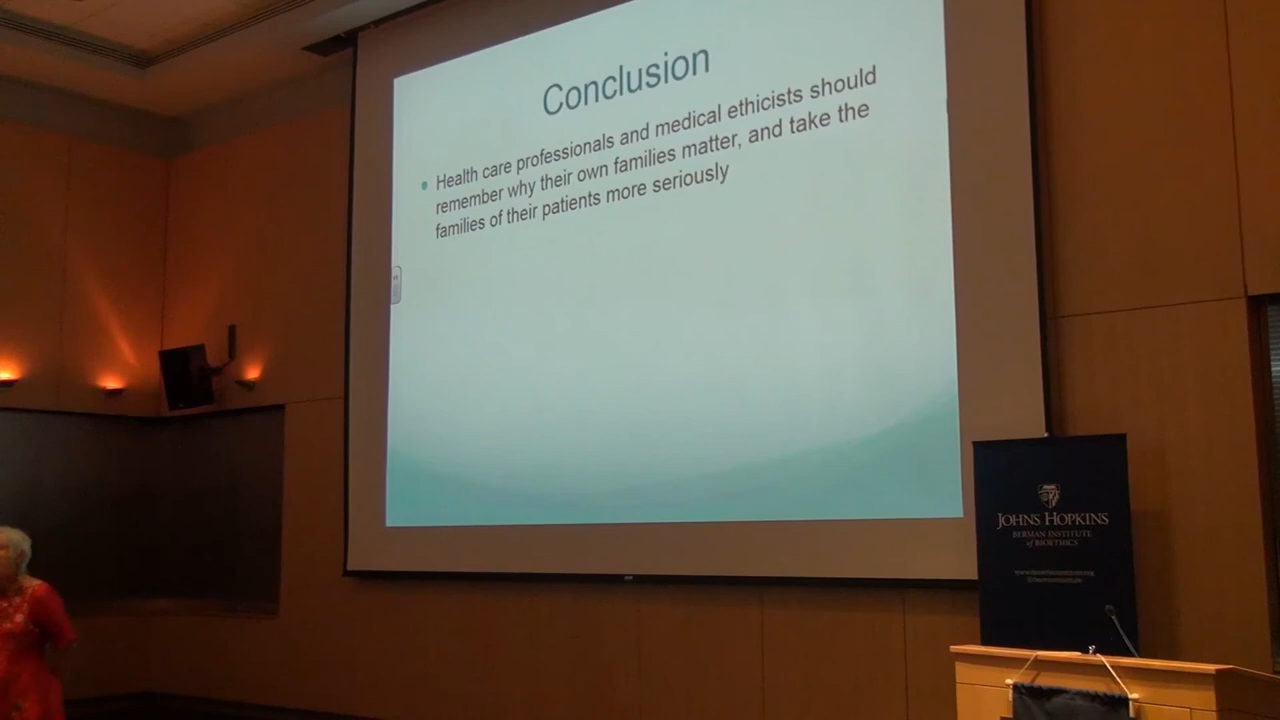 Conclusion
Health care professionals and medical ethicists should
remember why their own families matter, and take the
families of their patients more seriously
JOHNS HOPKINS
BERMAN INSTITUTE
of BIOETHICS